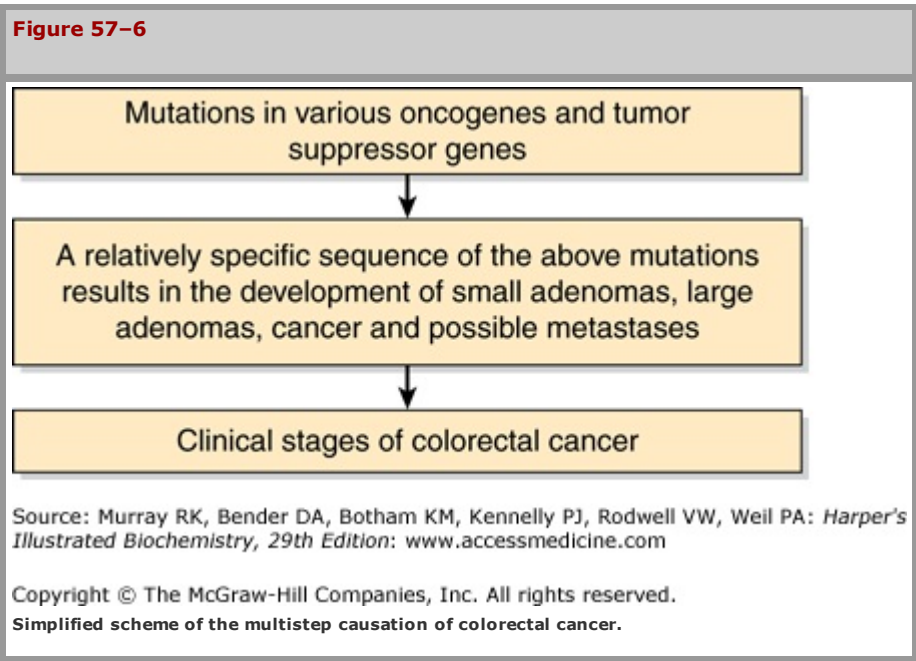 Figure 57–6
Mutations in various oncogenes and tumor
suppressor genes
A relatively specific sequence of the above mutations
results in the development of small adenomas, large
adenomas, cancer and possible metastases
Clinical stages of colorectal cancer
Source: Murray RK, Bender DA, Botham KM, Kennelly PJ, Rodwell VW, Weil PA: Harper's
Illustrated Biochemistry, 29th Edition: www.accessmedicine.com
Copyright © The McGraw-Hill Companies, Inc. All rights reserved.
Simplified scheme of the multistep causation of colorectal cancer.